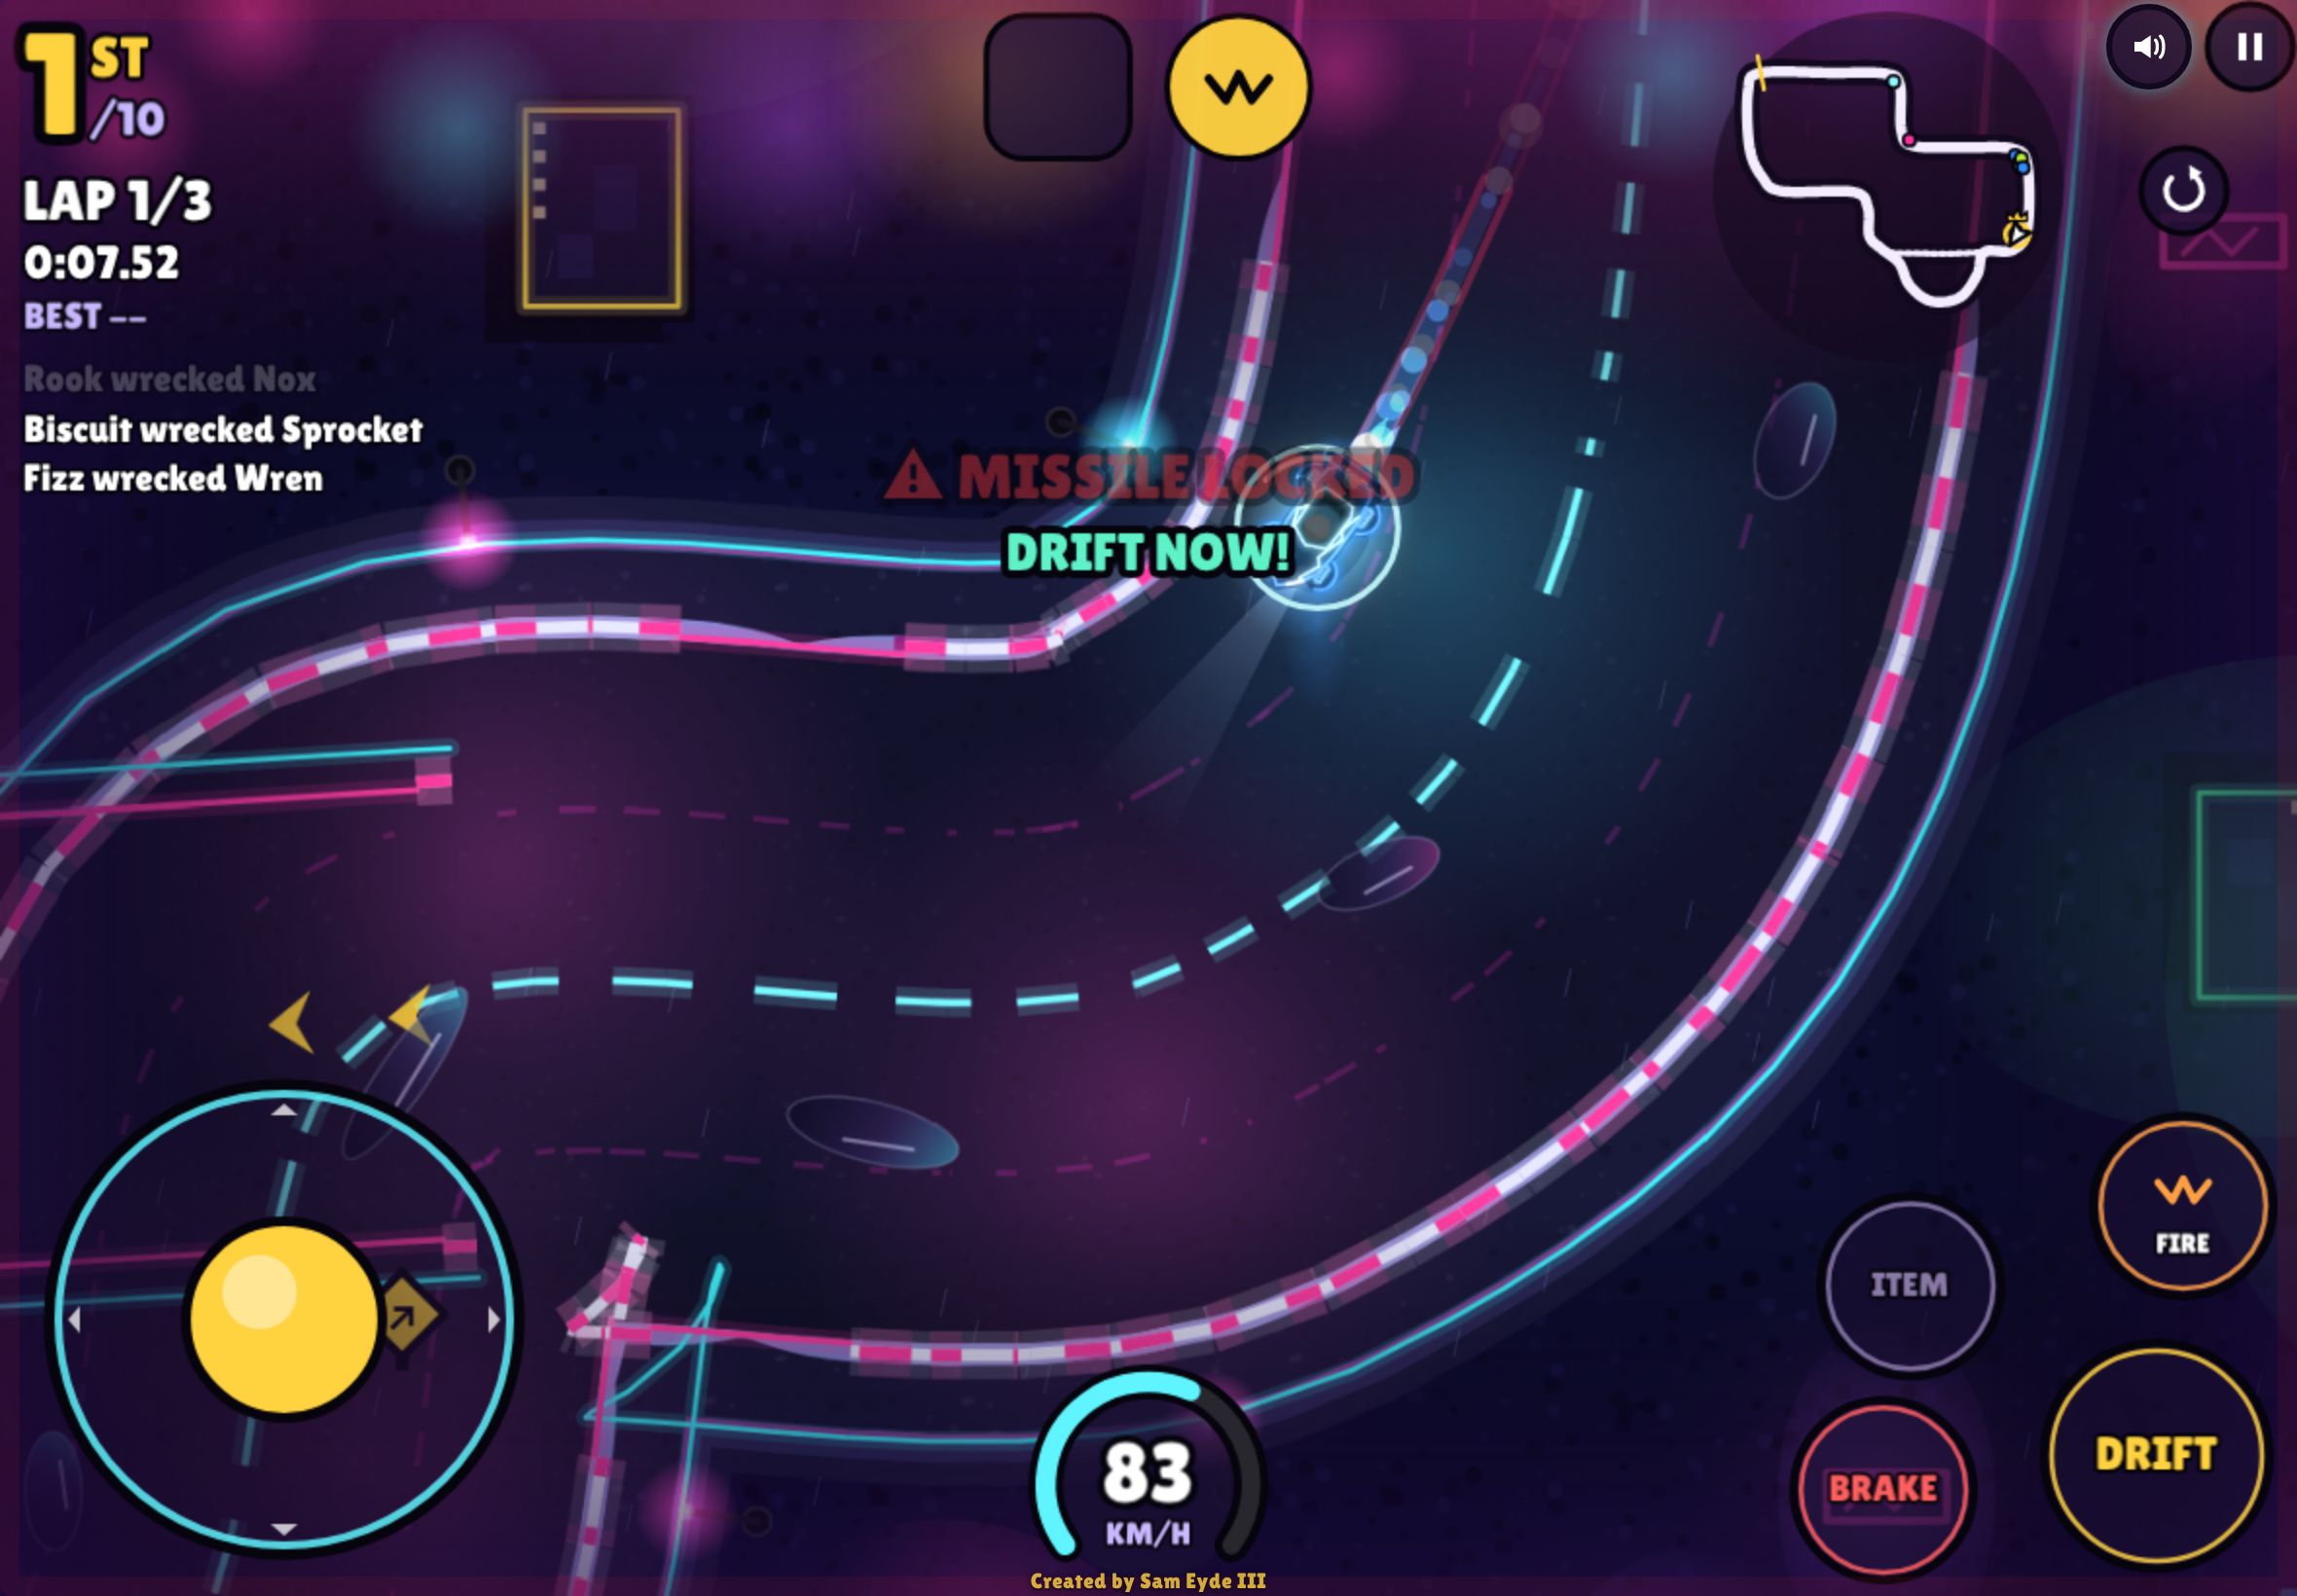 1ST
/10
LAP 1/3
0:07.52
BEST --
Rook wrecked Nox
Biscuit wrecked Sprocket
Fizz wrecked Wren
MISSILE LOCKED
DRIFT NOW!
FIRE
ITEM
DRIFT
BRAKE
83
KM/H
Created by Sam Eyde III